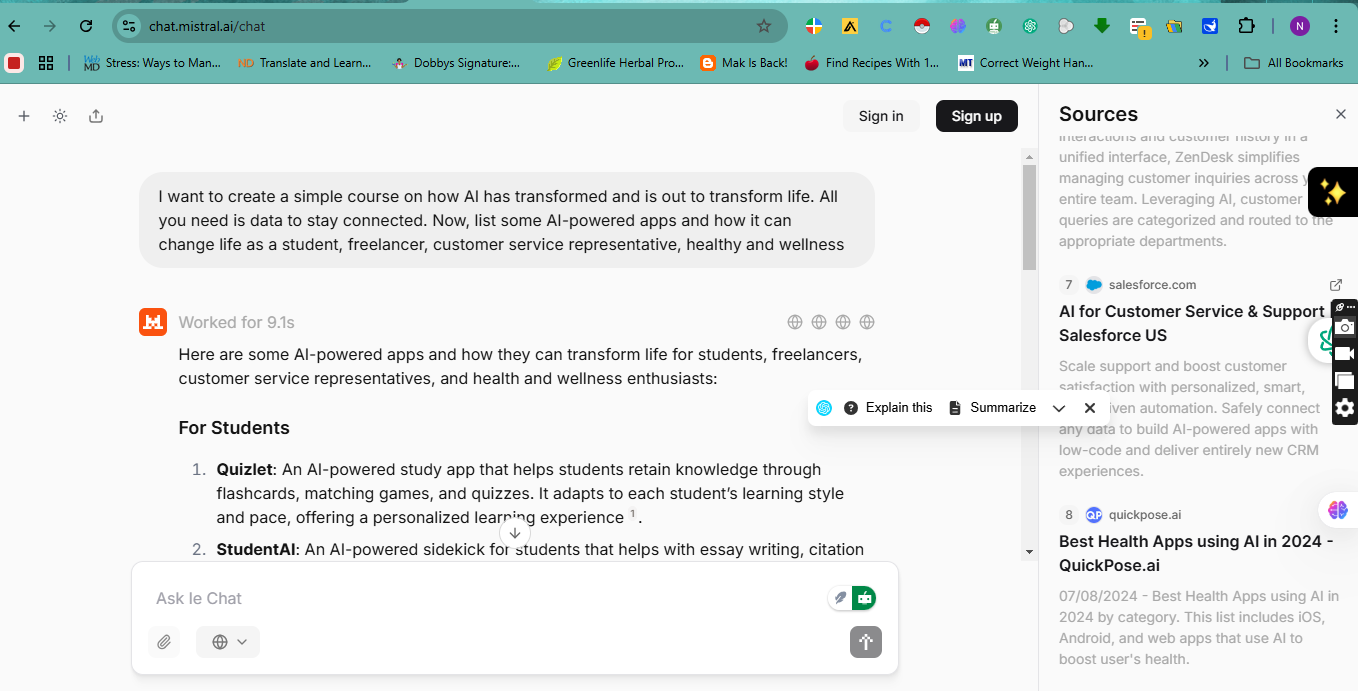 chat.mistral.ai/chat
N
WebMD Stress: Ways to Man...
ND Translate and Learn...
Dobbys Signature:...
Greenlife Herbal Pro...
Mak Is Back!
Find Recipes With 1...
MT Correct Weight Han...
All Bookmarks
Sign in
Sign up
I want to create a simple course on how AI has transformed and is out to transform life. All
you need is data to stay connected. Now, list some AI-powered apps and how it can
change life as a student, freelancer, customer service representative, healthy and wellness
Worked for 9.1s
Here are some AI-powered apps and how they can transform life for students, freelancers,
customer service representatives, and health and wellness enthusiasts:
Explain this
Summarize
For Students
1. Quizlet: An AI-powered study app that helps students retain knowledge through
flashcards, matching games, and quizzes. It adapts to each student's learning style
and pace, offering a personalized learning experience 1.
2. StudentAI: An AI-powered sidekick for students that helps with essay writing, citation
Ask le Chat
Sources
interactions and customer history in a
unified interface, ZenDesk simplifies
managing customer inquiries across
entire team. Leveraging AI, customer
queries are categorized and routed to the
appropriate departments.
7 salesforce.com
AI for Customer Service & Support
Salesforce US
Scale support and boost customer
satisfaction with personalized, smart,
iven automation. Safely connect
any data to build AI-powered apps with
low-code and deliver entirely new CRM
experiences.
8 QP quickpose.ai
Best Health Apps using AI in 2024 -
QuickPose.ai
07/08/2024 - Best Health Apps using AI in
2024 by category. This list includes iOS,
Android, and web apps that use AI to
boost user's health.